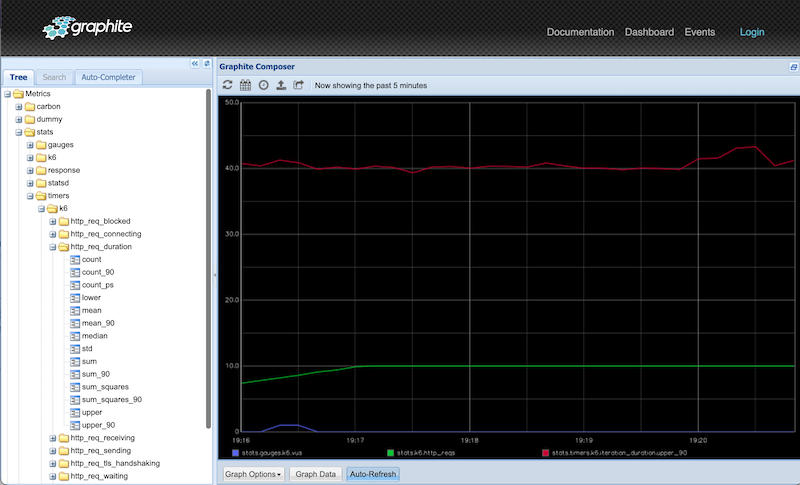 graphite
Documentation Dashboard Events Login
Tree Search Auto-Completer
Metrics
carbon
dummy
stats
gauges
k6
response
statsd
timers
k6
http_req_blocked
http_req_connecting
http_req_duration
count
count_90
count_ps
lower
mean
mean_90
median
std
sum
sum_90
sum_squares
sum_squares_90
upper
upper_90
http_req_receiving
http_req_sending
http_req_tls_handshaking
http_req_waiting
Graphite Composer
Now showing the past 5 minutes
50.0
40.0
30.0
20.0
10.0
0
19:16 19:17 19:18 19:19 19:20
stats.gauges.k6.vus stats.k6.http_reqs stats.timers.k6.iteration_duration.upper_90
Graph Options Graph Data Auto-Refresh